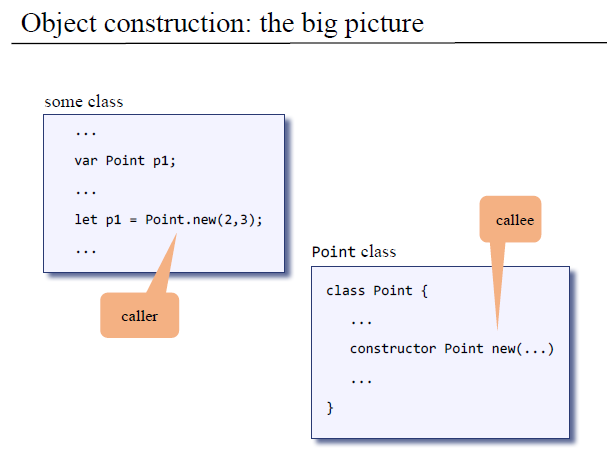 Object construction: the big picture
some class
...
var Point p1;
...
let p1 = Point.new(2,3);
...
caller
callee
Point class
class Point {
...
constructor Point new(...)
...
}